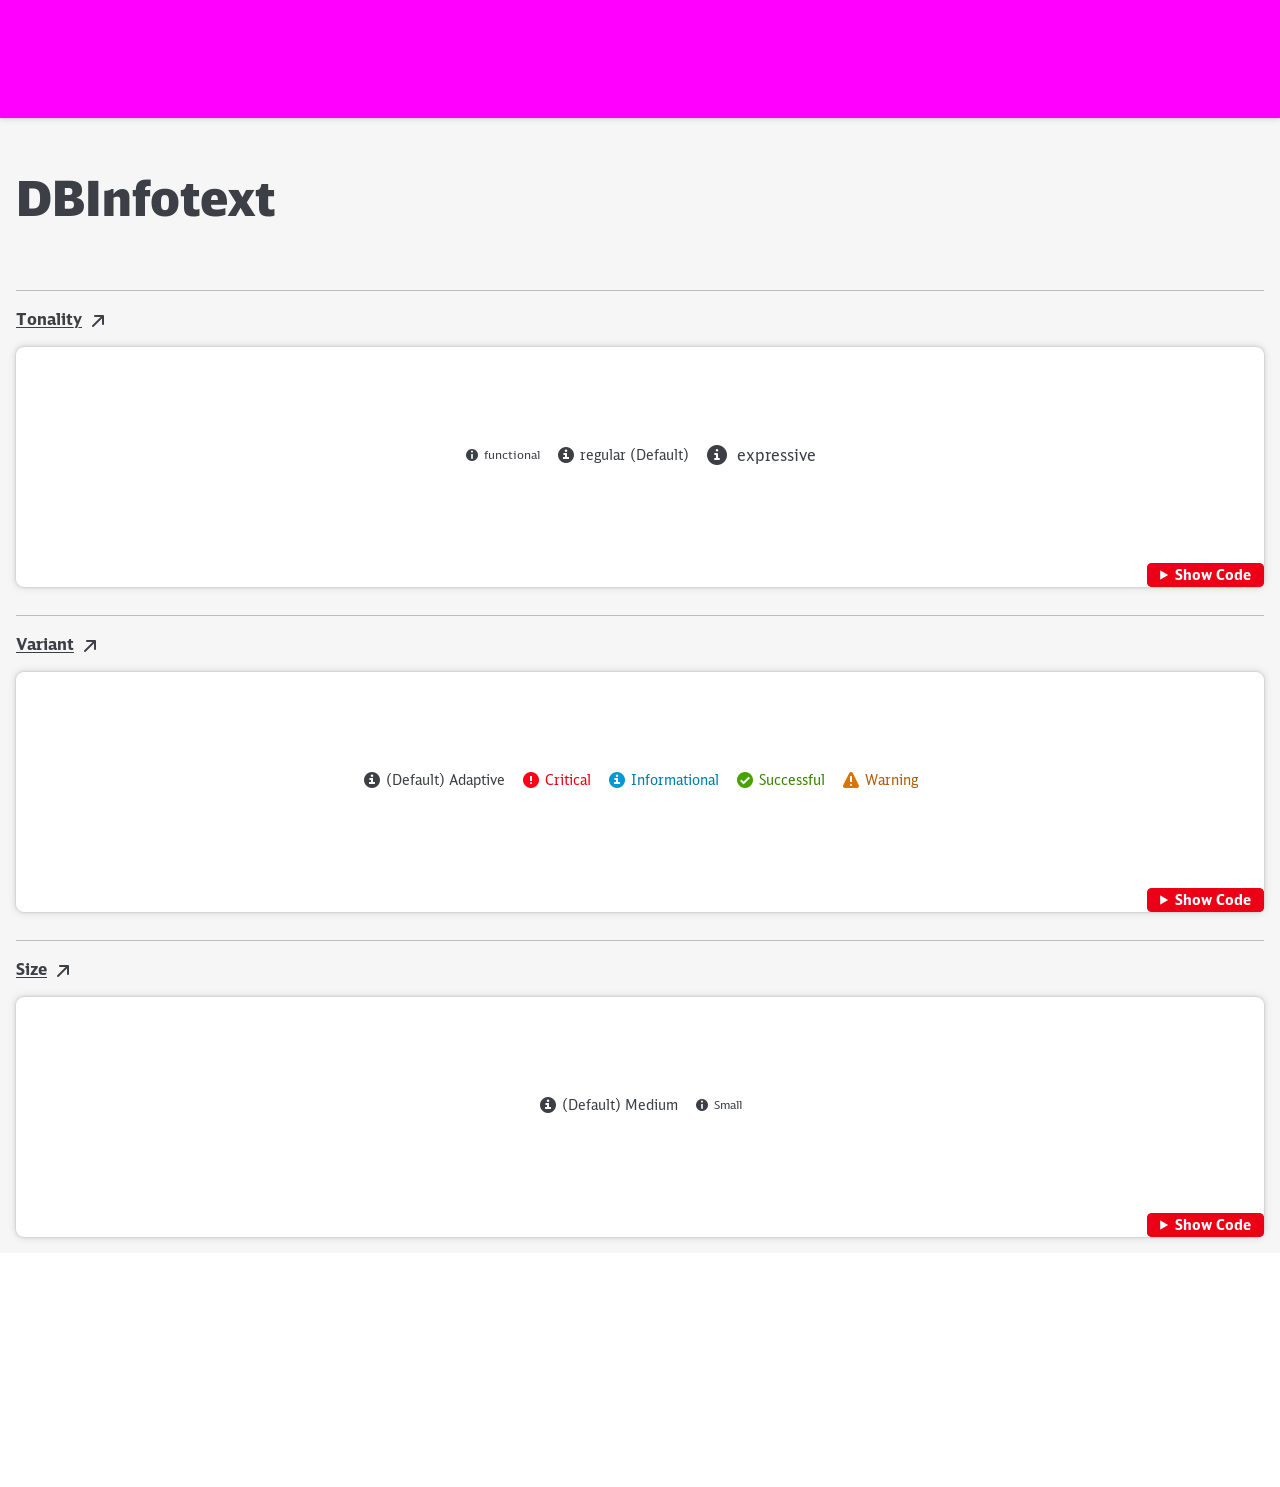 DBInfotext
Tonality
functional regular (Default) expressive
Show Code
Variant
(Default) Adaptive Critical Informational Successful Warning
Show Code
Size
(Default) Medium Small
Show Code